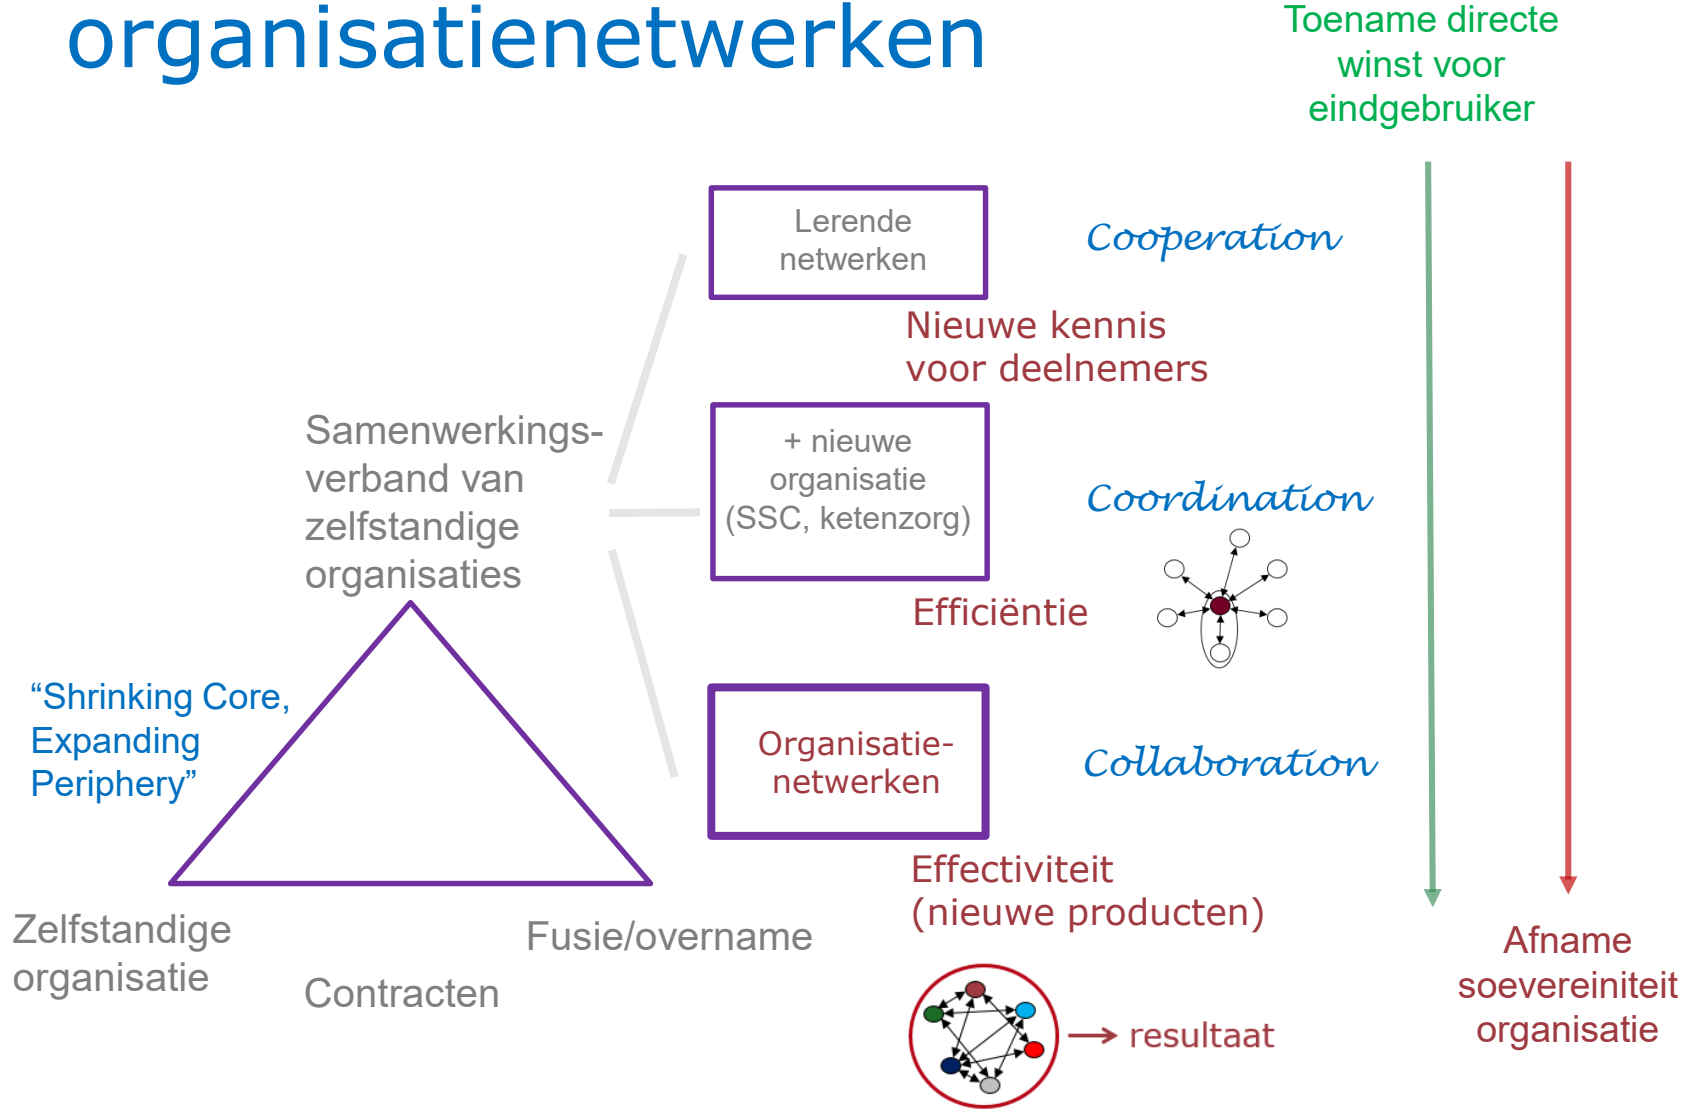 organisatienetwerken
Toename directe
winst voor
eindgebruiker
Lerende
netwerken
Cooperation
Nieuwe kennis
voor deelnemers
Samenwerkings-
verband van
zelfstandige
organisaties
+ nieuwe
organisatie
(SSC, ketenzorg)
Coordination
Efficiëntie
“Shrinking Core,
Expanding
Periphery”
Organisatie-
netwerken
Collaboration
Effectiviteit
(nieuwe producten)
Zelfstandige
organisatie
Contracten
Fusie/overname
resultaat
Afname
soevereiniteit
organisatie